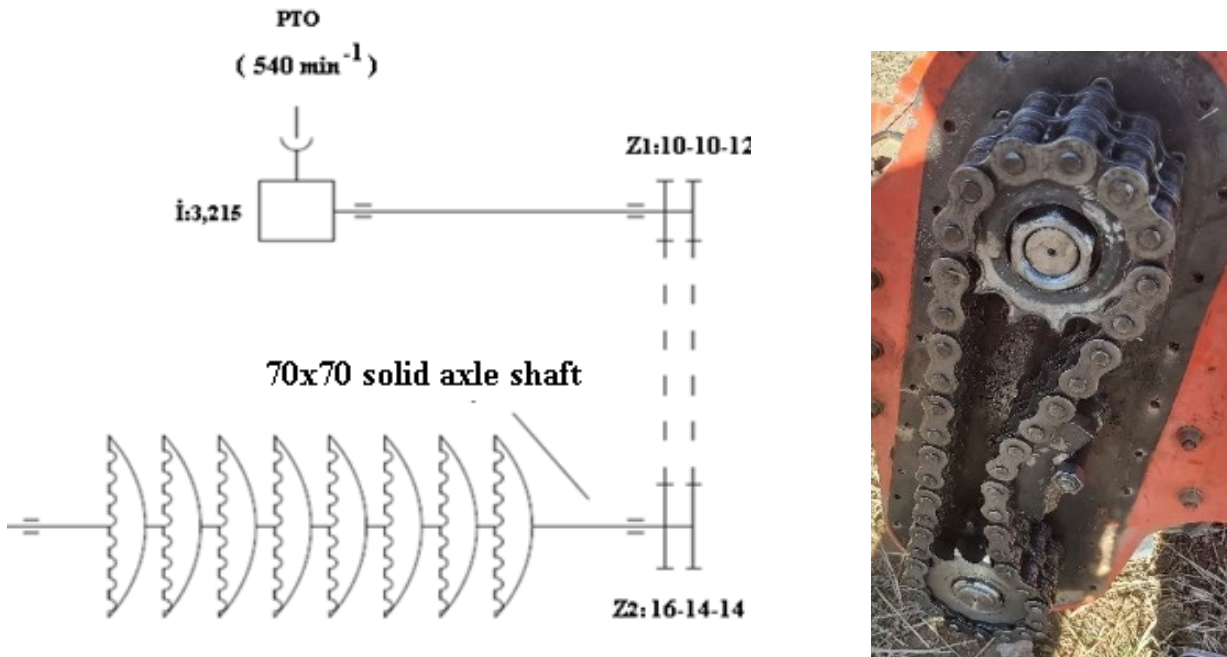 PTO
( 540 min⁻¹ )
Z1:10-10-12
İ:3,215
70x70 solid axle shaft
Z2: 16-14-14